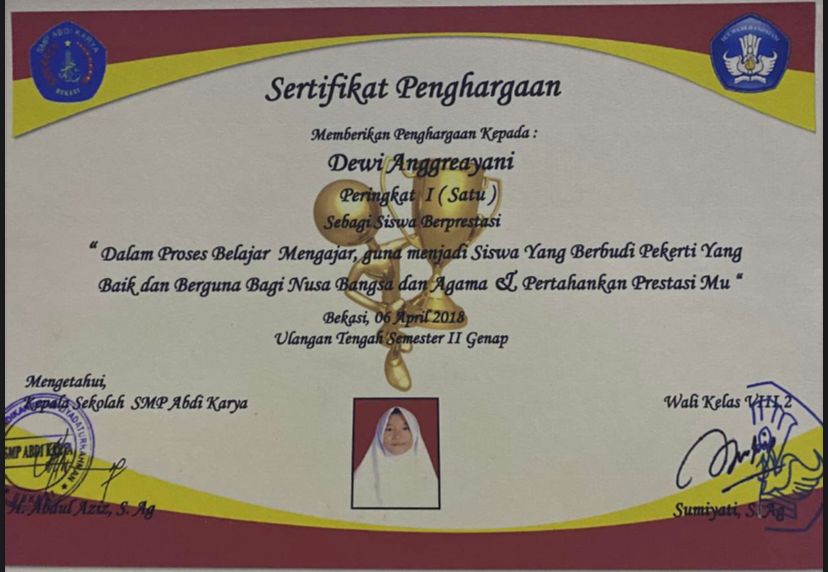 SMP ABDI KARYA
BEKASI
TUT WURI HANDAYANI
Sertifikat Penghargaan
Memberikan Penghargaan Kepada :
Dewi Anggreayani
Peringkat I ( Satu )
Sebagi Siswa Berprestasi
“ Dalam Proses Belajar Mengajar, guna menjadi Siswa Yang Berbudi Pekerti Yang
Baik dan Berguna Bagi Nusa Bangsa dan Agama & Pertahankan Prestasi Mu “
Bekasi, 06 April 2018
Ulangan Tengah Semester II Genap
Mengetahui,
Kepala Sekolah SMP Abdi Karya
Wali Kelas VIII 2
SMP ABDI KARYA
H. Abdul Aziz, S. Ag
Sumiyati, S. Ag